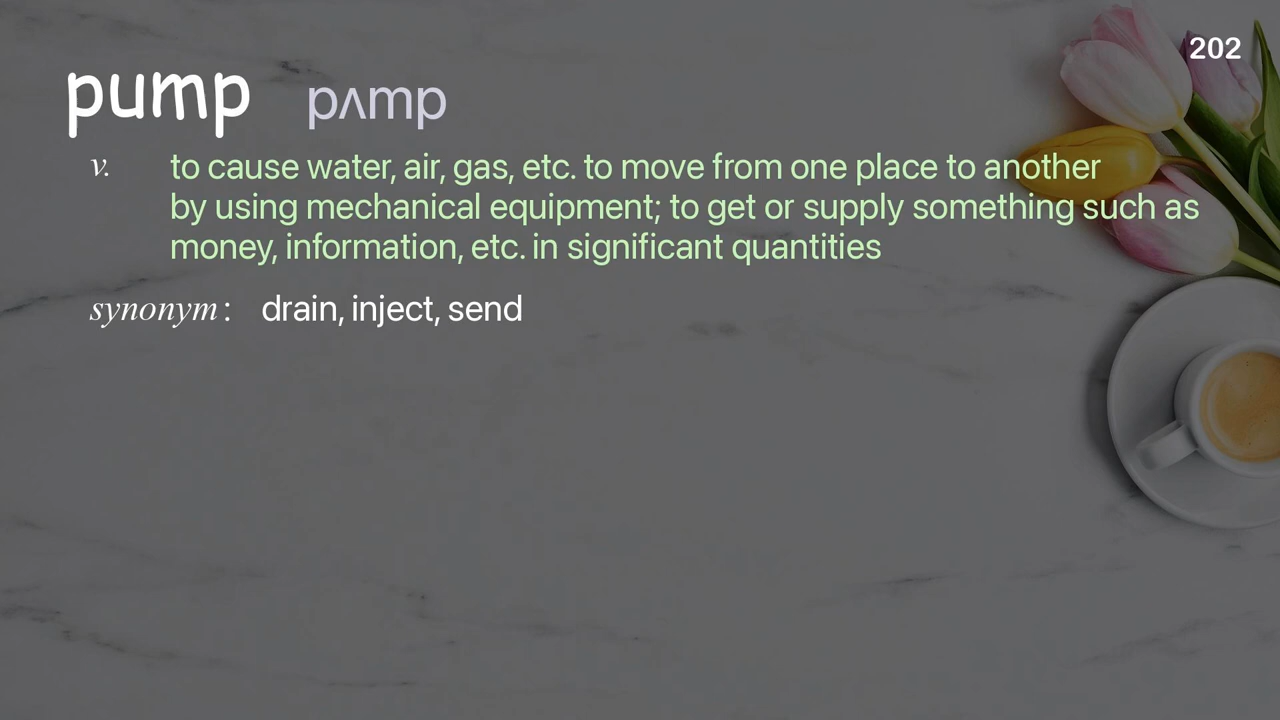 202
pump pʌmp
v. to cause water, air, gas, etc. to move from one place to another
by using mechanical equipment; to get or supply something such as
money, information, etc. in significant quantities
synonym: drain, inject, send